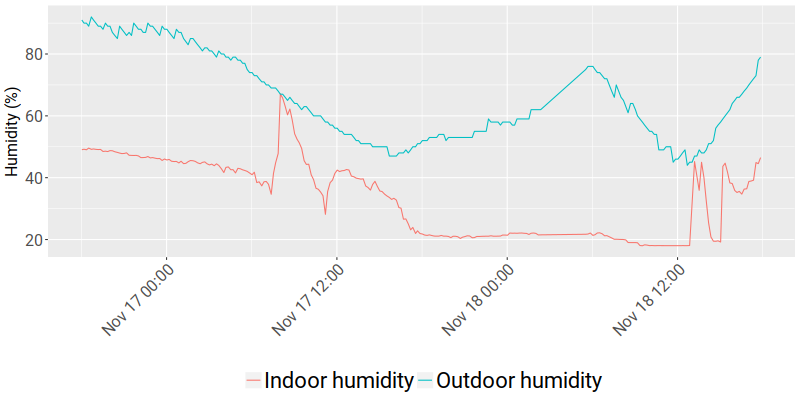 Humidity (%)
80
60
40
20
Nov 17 00:00
Nov 17 12:00
Nov 18 00:00
Nov 18 12:00
Indoor humidity
Outdoor humidity